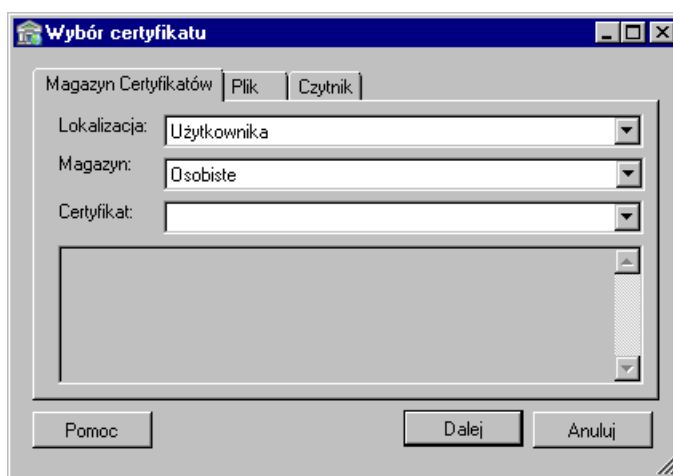 Wybór certyfikatu
Magazyn Certyfikatów Plik Czytnik
Lokalizacja: Użytkownika
Magazyn: Osobiste
Certyfikat:
Pomoc Dalej Anuluj